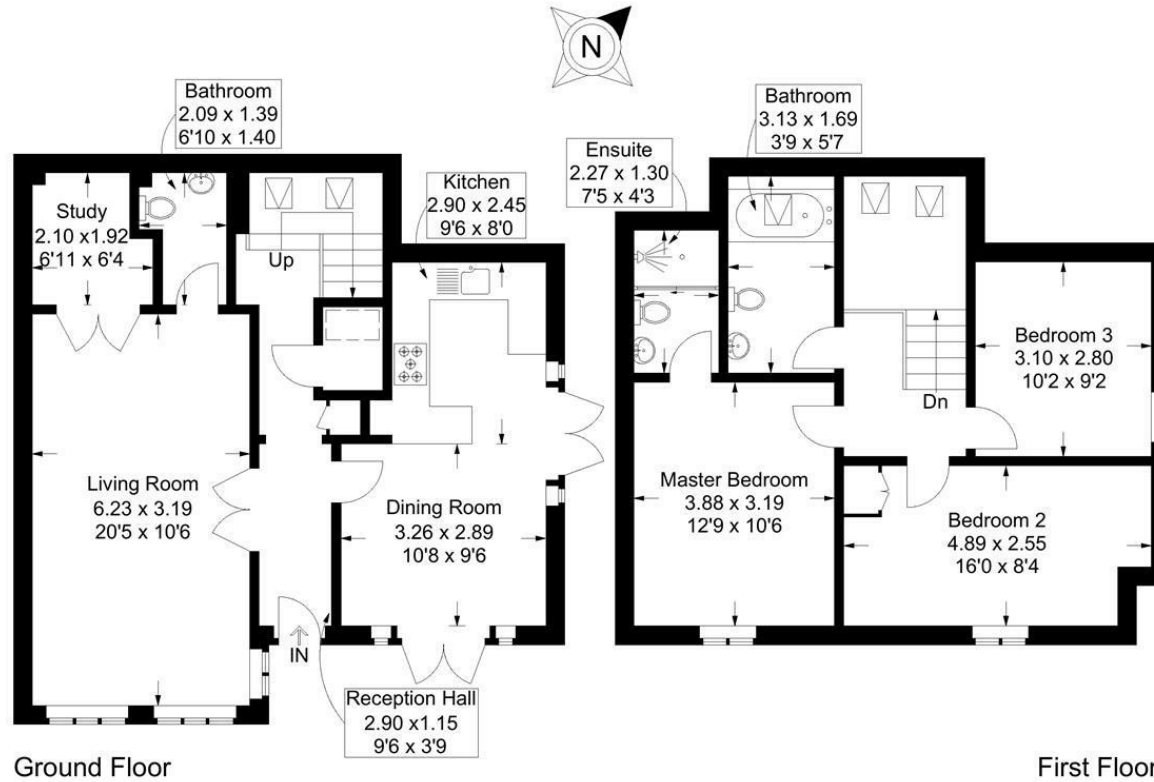 N
Bathroom
2.09 x 1.39
6'10 x 1.40
Study
2.10 x1.92
6'11 x 6'4
Up
Kitchen
2.90 x 2.45
9'6 x 8'0
Living Room
6.23 x 3.19
20'5 x 10'6
Dining Room
3.26 x 2.89
10'8 x 9'6
IN
Reception Hall
2.90 x1.15
9'6 x 3'9
Ground Floor
Ensuite
2.27 x 1.30
7'5 x 4'3
Bathroom
3.13 x 1.69
3'9 x 5'7
Bedroom 3
3.10 x 2.80
10'2 x 9'2
Dn
Master Bedroom
3.88 x 3.19
12'9 x 10'6
Bedroom 2
4.89 x 2.55
16'0 x 8'4
First Floor